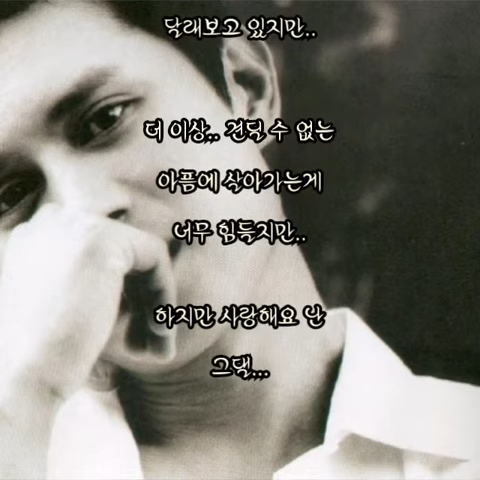 달래보고 있지만..
더 이상.. 견딜 수 없는
아픔에 살아가는게
너무 힘들지만..
하지만 사랑해요 난
그댈...